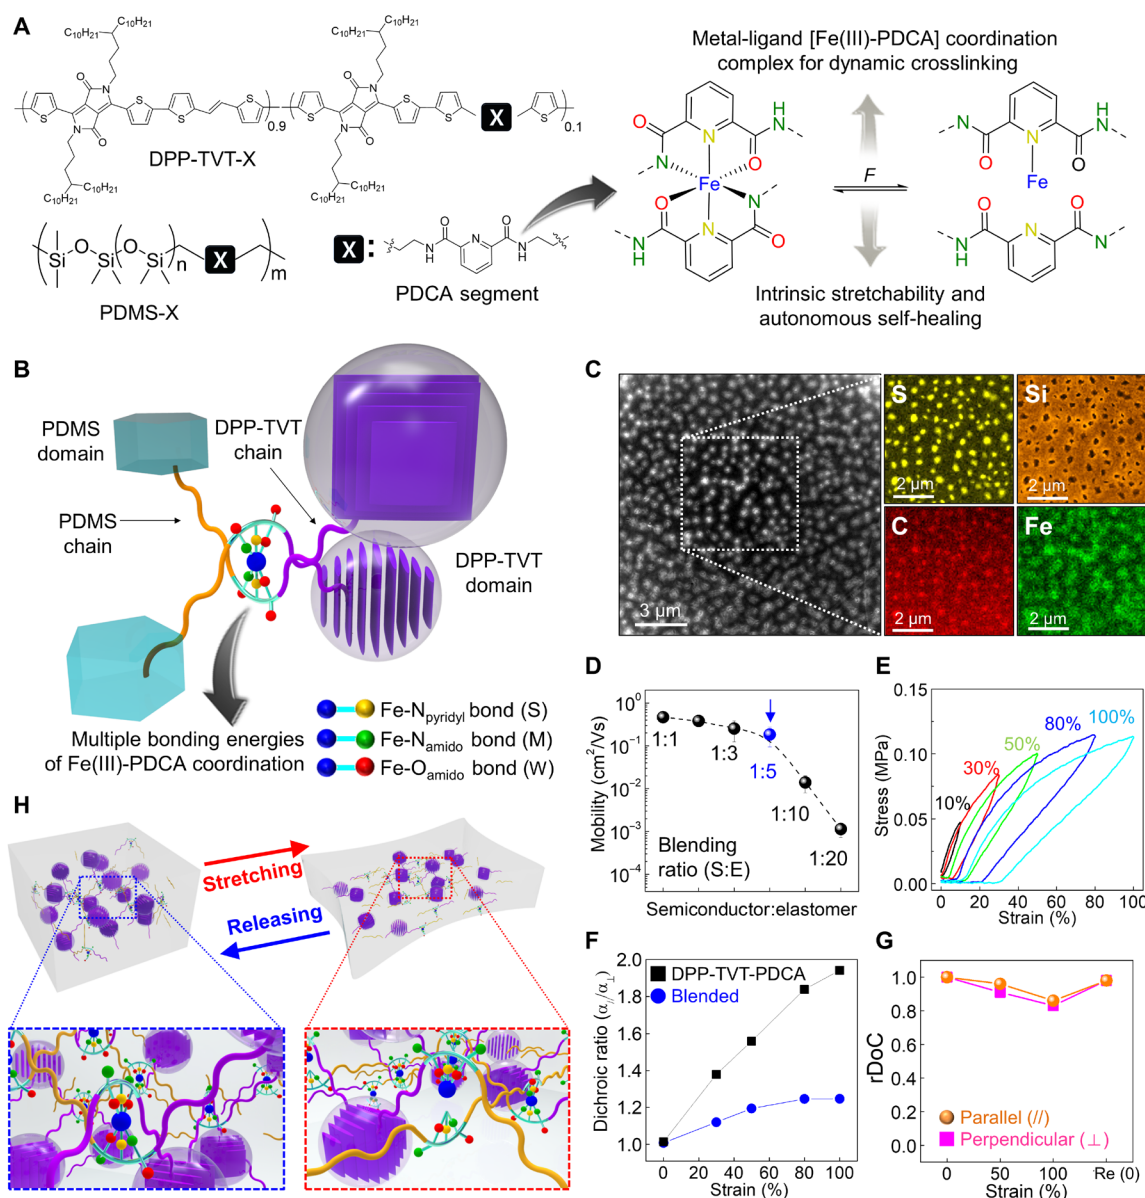 A
C10H21
C10H21
C10H21
C10H21
O
N
S
S
S
S
O
N
0.9
S
O
N
S
S
X
S
O
N
0.1
C10H21
C10H21
C10H21
C10H21
DPP-TVT-X
Si
O
Si
O
Si
n
X
m
PDMS-X
X:
O
O
N
H
N
N
H
PDCA segment
Metal-ligand [Fe(III)-PDCA] coordination
complex for dynamic crosslinking
O
N
NH
N
O
Fe
O
N
HN
N
O
F
N
NH
N
O
O
Fe
O
O
N
N
H
N
Intrinsic stretchability and
autonomous self-healing
B
PDMS
domain
DPP-TVT
chain
PDMS
chain
DPP-TVT
domain
Multiple bonding energies
of Fe(III)-PDCA coordination
Fe-Npyridyl bond (S)
Fe-Namido bond (M)
Fe-Oamido bond (W)
C
3 μm
S
2 μm
Si
2 μm
C
2 μm
Fe
2 μm
D
Mobility (cm²/Vs)
10⁰
10⁻¹
10⁻²
10⁻³
10⁻⁴
1:1
1:3
1:5
1:10
1:20
Blending
ratio (S:E)
Semiconductor:elastomer
E
Stress (MPa)
0.15
0.10
0.05
0.00
10%
30%
50%
80%
100%
0 20 40 60 80 100
Strain (%)
H
Stretching
Releasing
F
Dichroic ratio (α///α⊥)
2.0
1.8
1.6
1.4
1.2
1.0
DPP-TVT-PDCA
Blended
0 20 40 60 80 100
Strain (%)
G
rDoC
1.0
0.8
0.6
0.4
0.2
0.0
Parallel (//)
Perpendicular (⊥)
0 50 100 Re (0)
Strain (%)